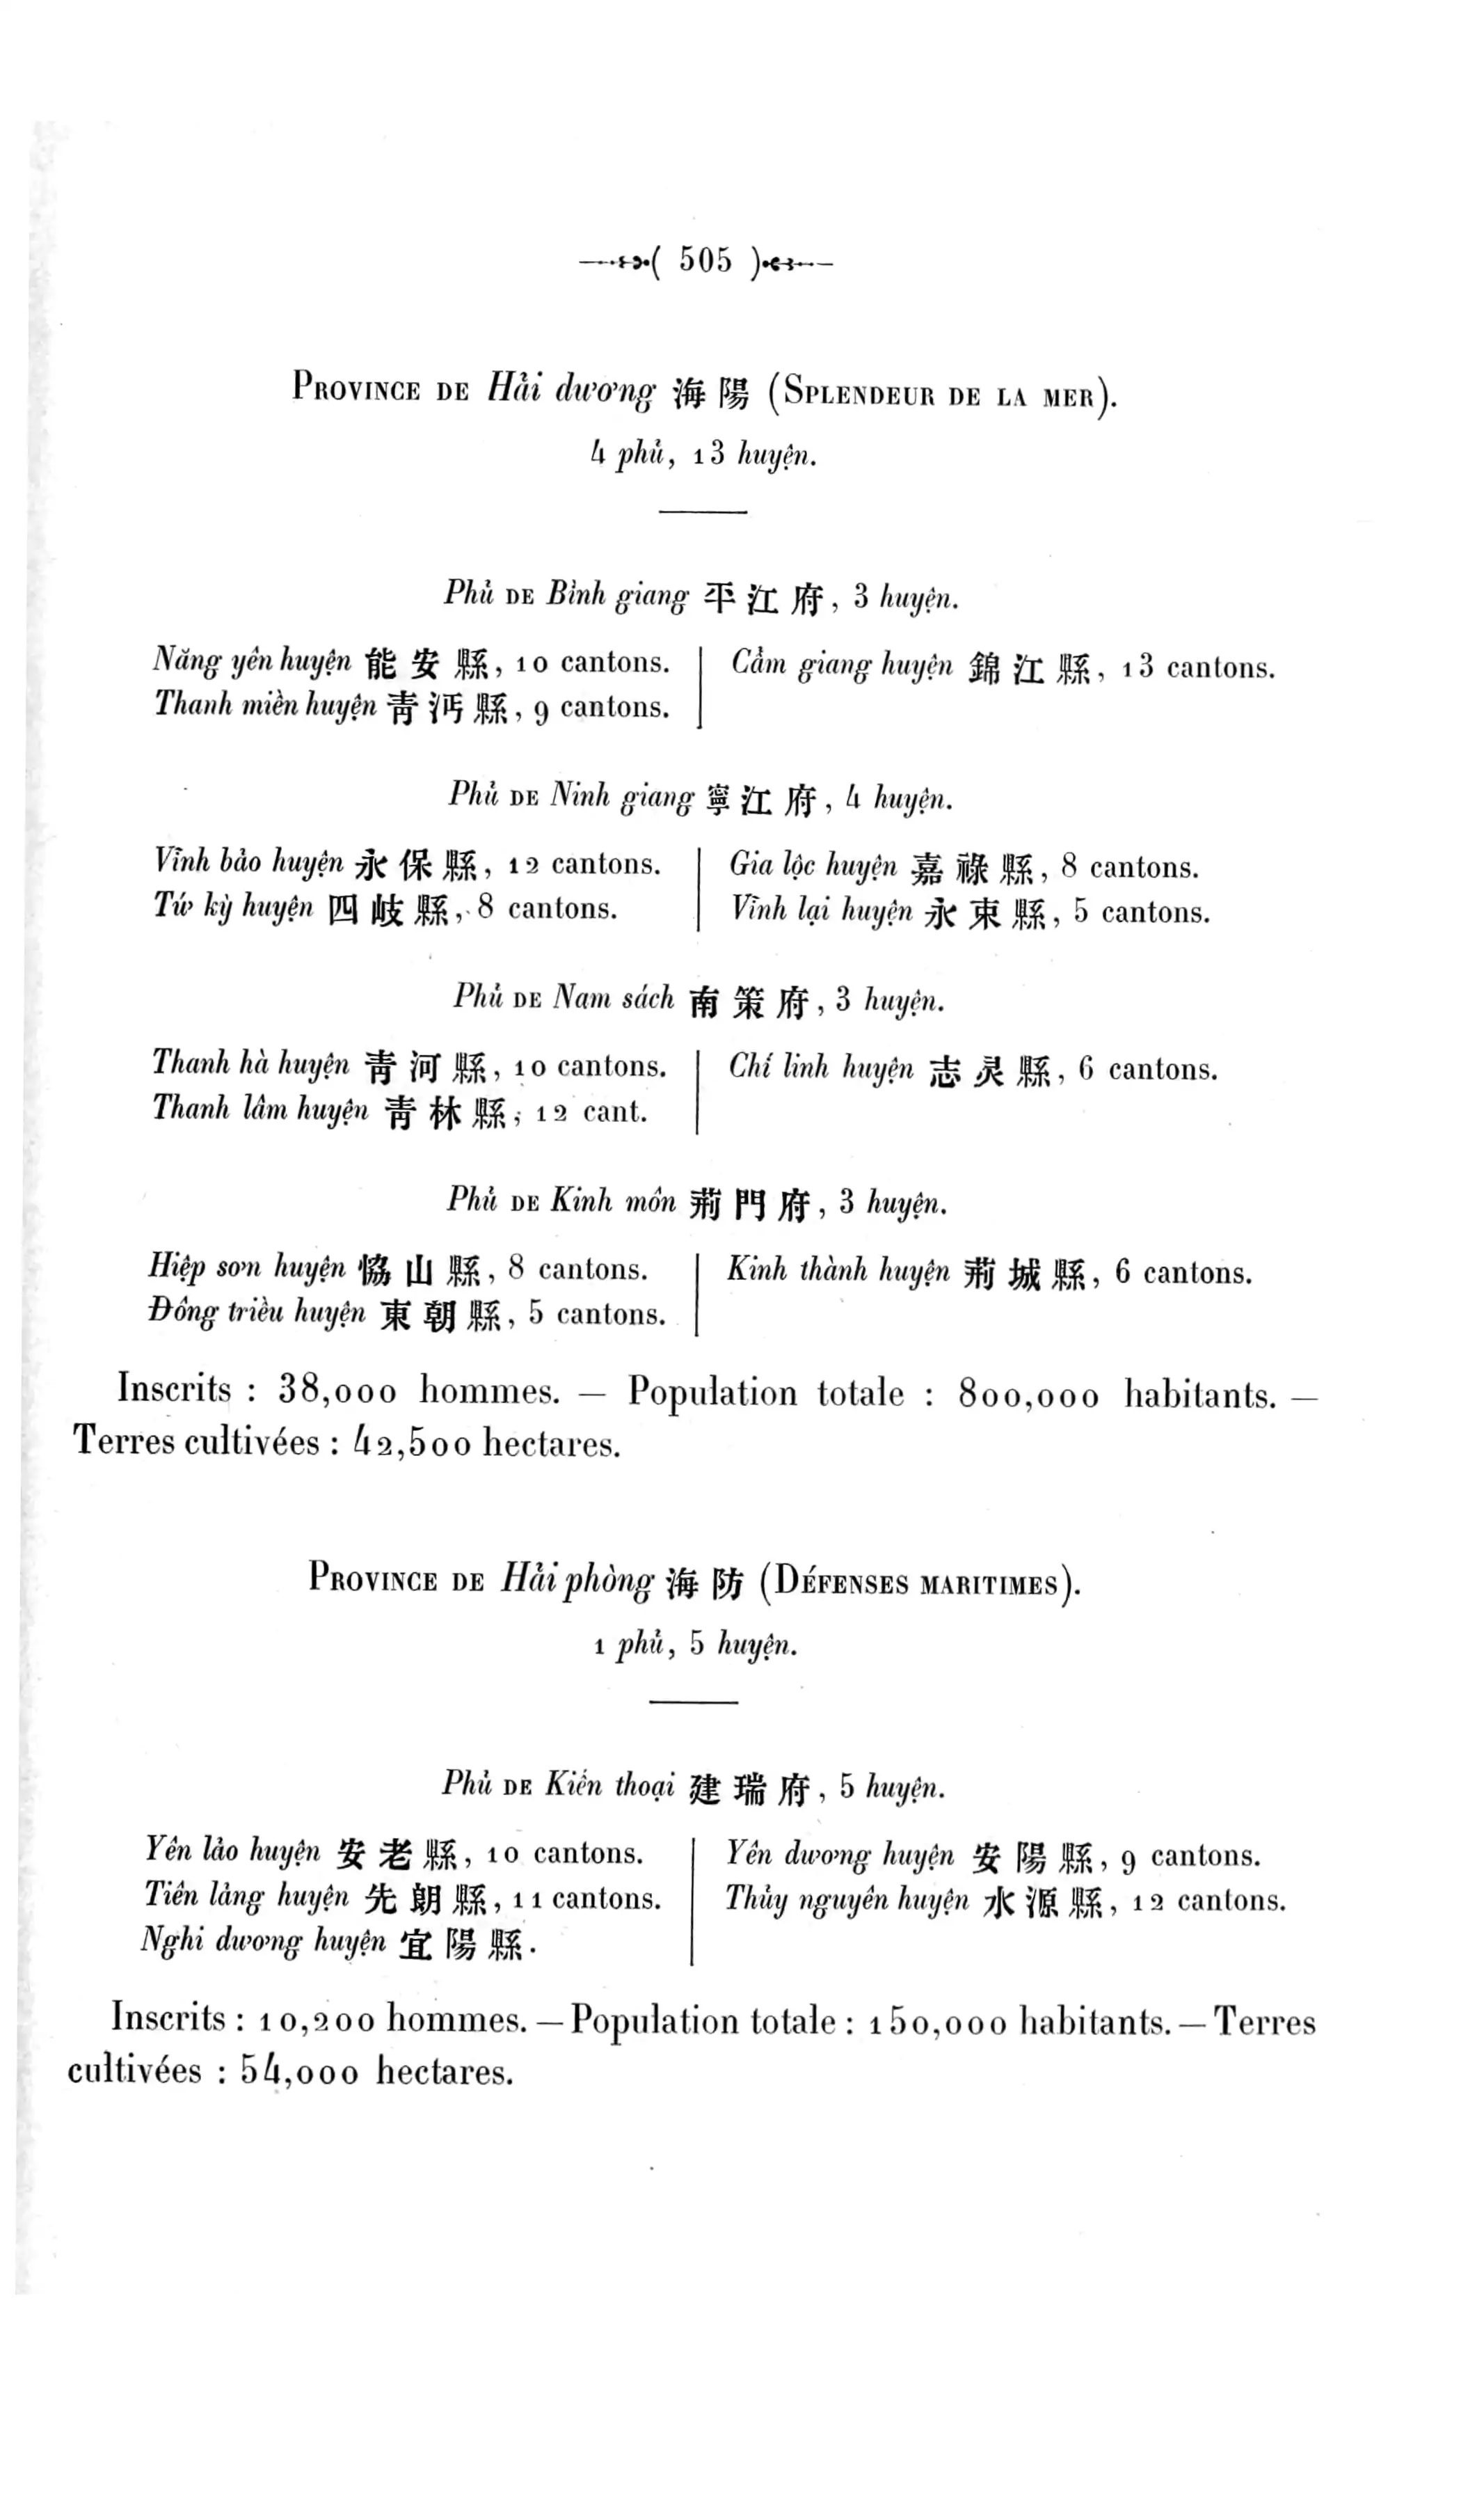 ( 505 )
PROVINCE DE Hải dương 海陽 (SPLENDEUR DE LA MER).
4 phủ, 13 huyện.
Phủ DE Bình giang 平江府, 3 huyện.
Năng yên huyện 能安縣, 10 cantons.
Thanh miền huyện 青沔縣, 9 cantons.
Cẩm giang huyện 錦江縣, 13 cantons.
Phủ DE Ninh giang 寧江府, 4 huyện.
Vĩnh bảo huyện 永保縣, 12 cantons.
Tứ kỳ huyện 四岐縣, 8 cantons.
Gia lộc huyện 嘉祿縣, 8 cantons.
Vĩnh lại huyện 永東縣, 5 cantons.
Phủ DE Nam sách 南策府, 3 huyện.
Thanh hà huyện 青河縣, 10 cantons.
Thanh lâm huyện 青林縣, 12 cant.
Chí linh huyện 志灵縣, 6 cantons.
Phủ DE Kinh môn 荊門府, 3 huyện.
Hiệp sơn huyện 恊山縣, 8 cantons.
Đông triều huyện 東朝縣, 5 cantons.
Kinh thành huyện 荊城縣, 6 cantons.
Inscrits : 38,000 hommes. — Population totale : 800,000 habitants. —
Terres cultivées : 42,500 hectares.
PROVINCE DE Hải phòng 海防 (DÉFENSES MARITIMES).
1 phủ, 5 huyện.
Phủ DE Kiến thoại 建瑞府, 5 huyện.
Yên lão huyện 安老縣, 10 cantons.
Tiên lãng huyện 先朗縣, 11 cantons.
Nghi dương huyện 宜陽縣.
Yên dương huyện 安陽縣, 9 cantons.
Thủy nguyên huyện 水源縣, 12 cantons.
Inscrits : 10,200 hommes. — Population totale : 150,000 habitants. — Terres
cultivées : 54,000 hectares.